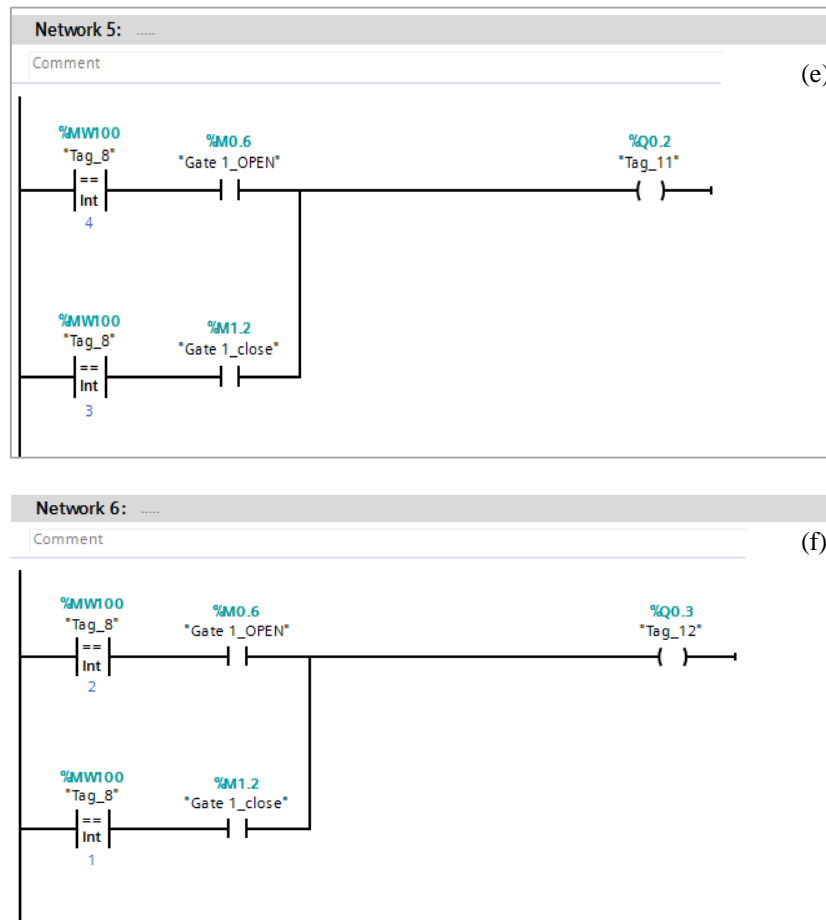 Network 5: .....
Comment
(e)
%MW100
"Tag_8"
==
Int
4
%M0.6
"Gate 1_OPEN"
%Q0.2
"Tag_11"
%MW100
"Tag_8"
==
Int
3
%M1.2
"Gate 1_close"
Network 6: .....
Comment
(f)
%MW100
"Tag_8"
==
Int
2
%M0.6
"Gate 1_OPEN"
%Q0.3
"Tag_12"
%MW100
"Tag_8"
==
Int
1
%M1.2
"Gate 1_close"